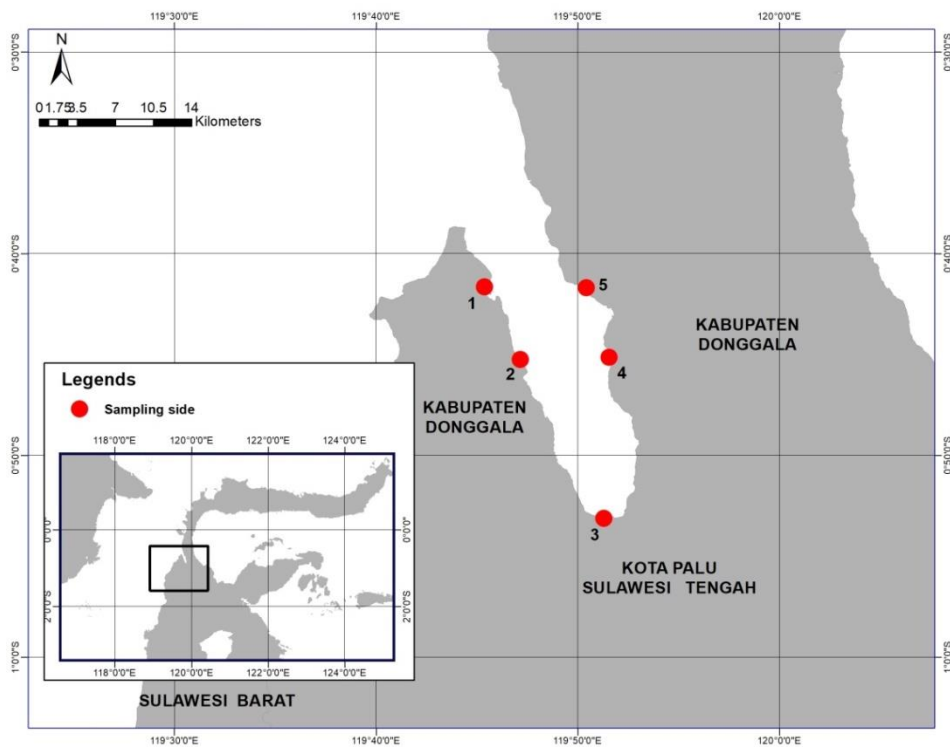 119°30'0"E 119°40'0"E 119°50'0"E 120°0'0"E
0°30'0"S 0°30'0"S
N
0 1.75 3.5 7 10.5 14
Kilometers
0°40'0"S 0°40'0"S
1
5
KABUPATEN
DONGGALA
2
4
KABUPATEN
DONGGALA
Legends
Sampling side
118°0'0"E 120°0'0"E 122°0'0"E 124°0'0"E
0°0'0" 0°0'0"
2°0'0"S 2°0'0"S
118°0'0"E 120°0'0"E 122°0'0"E 124°0'0"E
0°50'0"S 0°50'0"S
3
KOTA PALU
SULAWESI TENGAH
1°0'0"S 1°0'0"S
SULAWESI BARAT
119°30'0"E 119°40'0"E 119°50'0"E 120°0'0"E